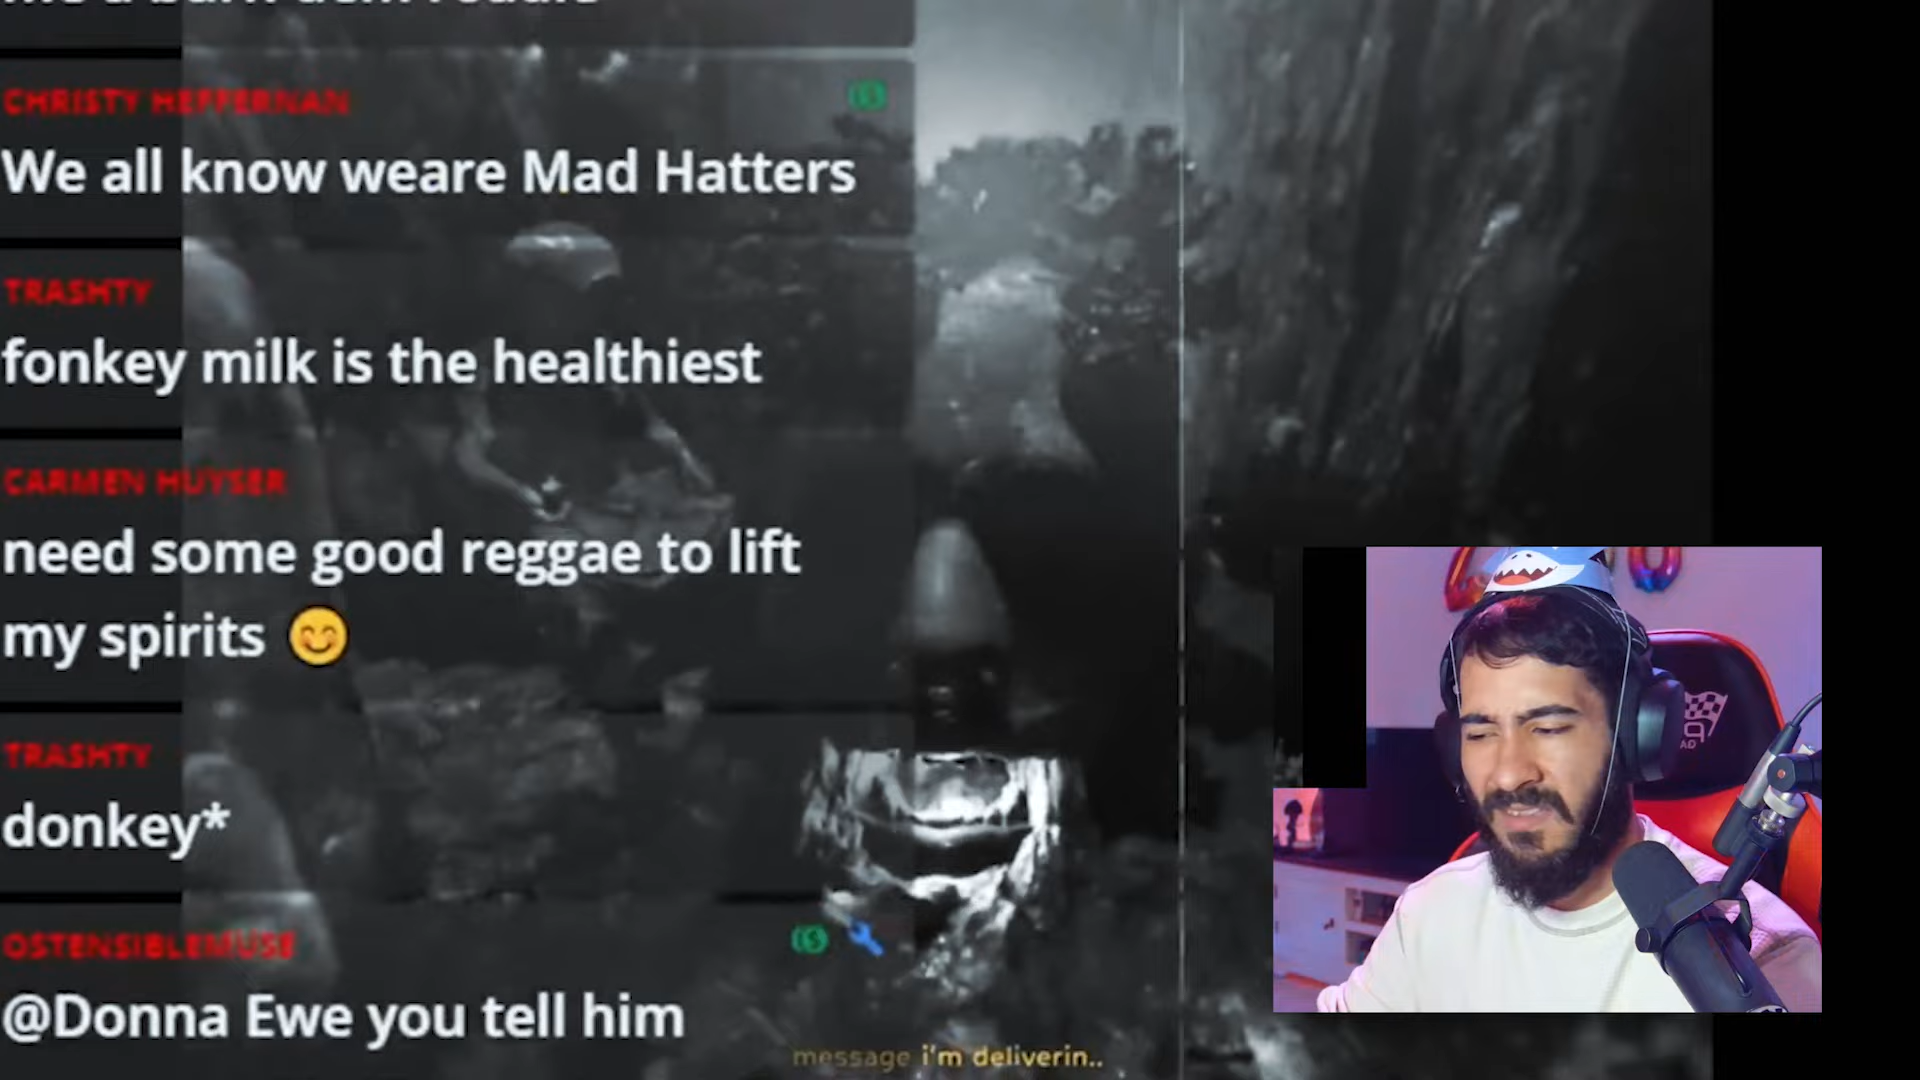 CHRISTY HEFFERNAN
We all know weare Mad Hatters
TRASHTY
fonkey milk is the healthiest
CARMEN HUYSER
need some good reggae to lift
my spirits 😊
TRASHTY
donkey*
OSTENSIBLEMUSE
@Donna Ewe you tell him
message i'm deliverin..